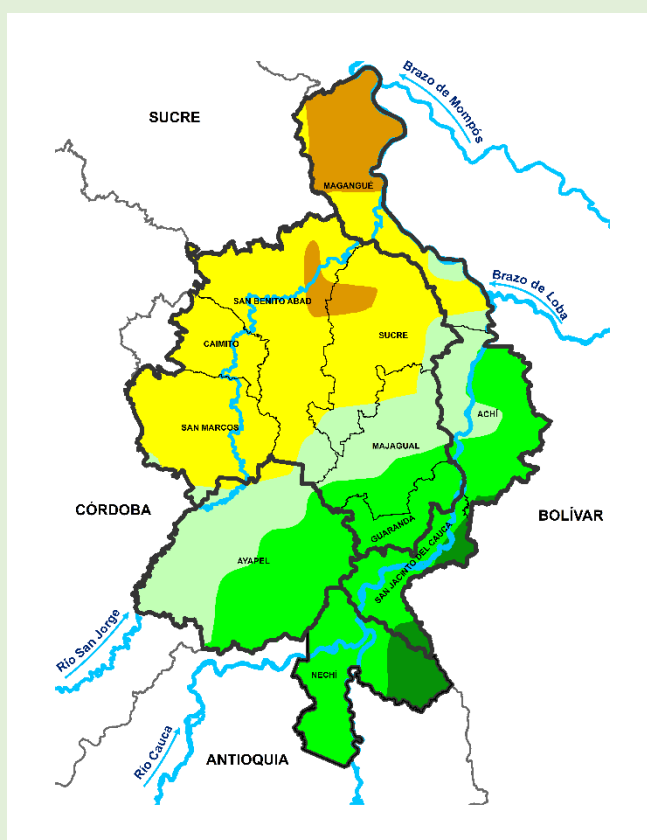 Brazo de Mompós
SUCRE
MAGANGUÉ
Brazo de Loba
SAN BENITO ABAD
SUCRE
CAIMITO
ACHÍ
SAN MARCOS
MAJAGUAL
CÓRDOBA
BOLÍVAR
GUARANDA
AYAPEL
SAN JACINTO DEL CAUCA
Río San Jorge
NECHÍ
Río Cauca
ANTIOQUIA